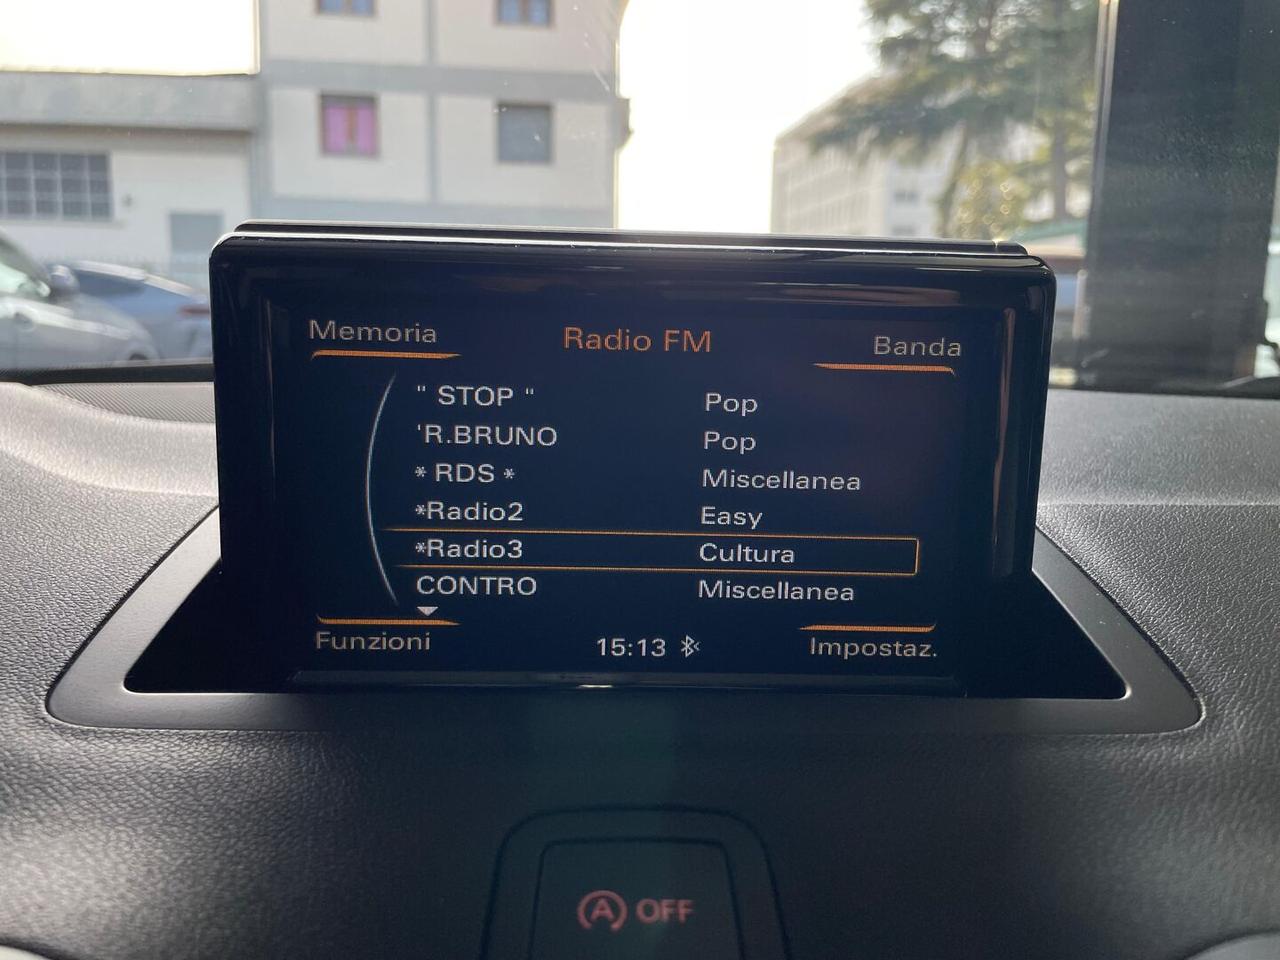 Memoria Radio FM Banda
" STOP " Pop
'R.BRUNO Pop
* RDS * Miscellanea
*Radio2 Easy
*Radio3 Cultura
CONTRO Miscellanea
Funzioni 15:13 Impostaz.
A OFF